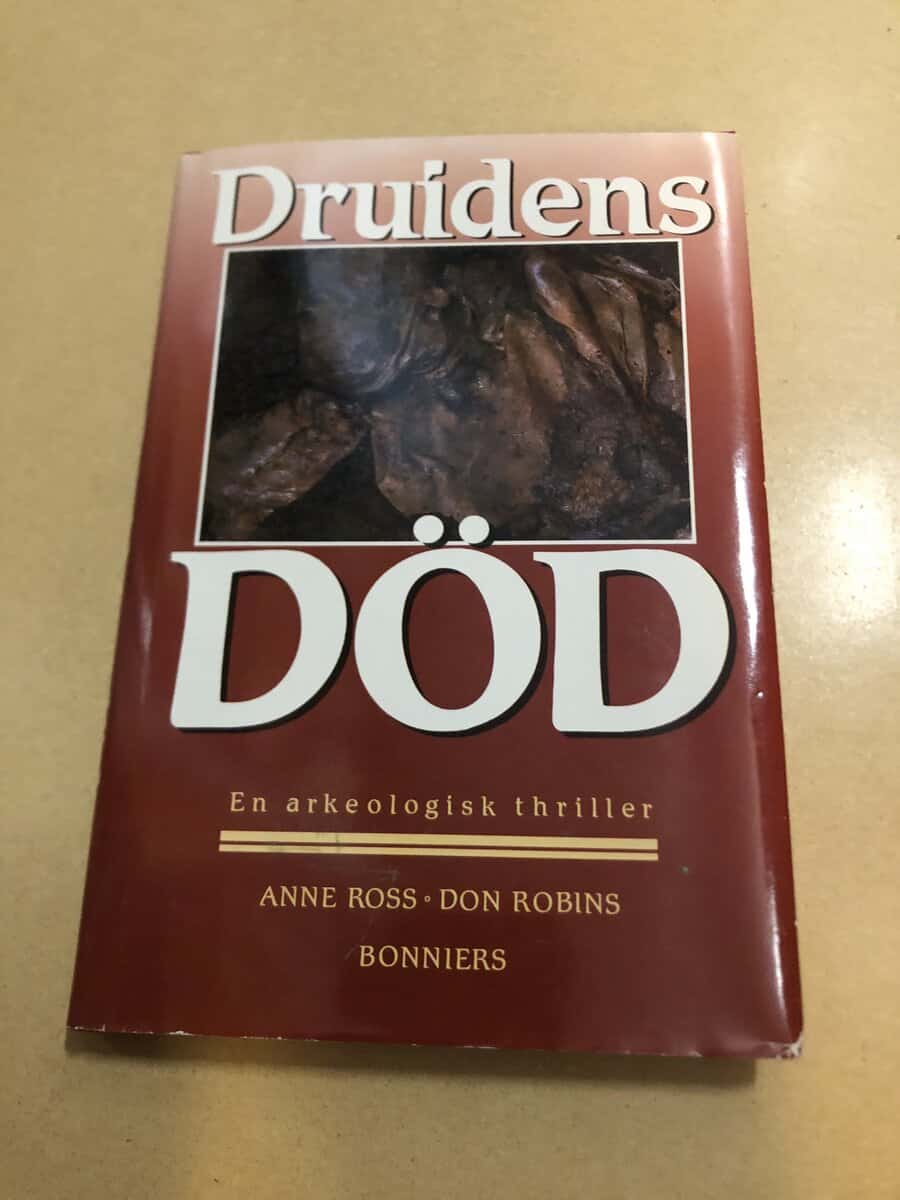 Druidens
DÖD
En arkeologisk thriller
ANNE ROSS • DON ROBINS
BONNIERS